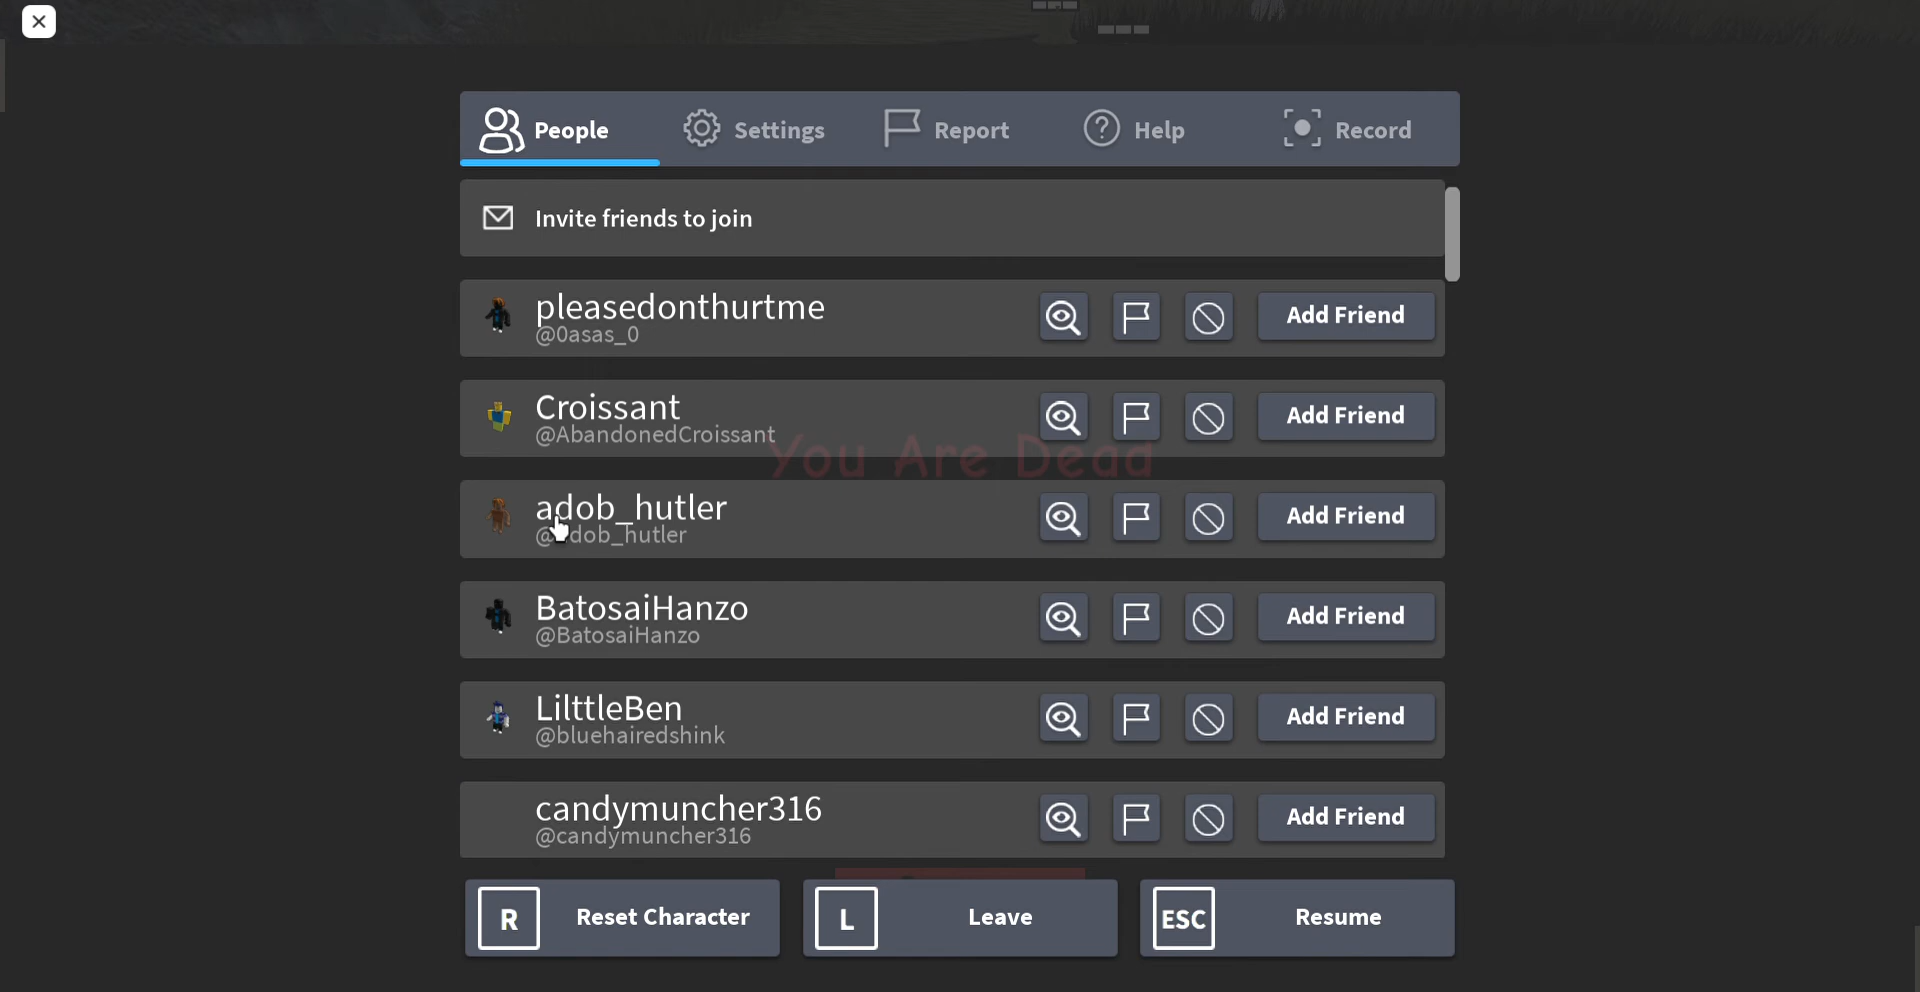 People Settings Report Help Record
Invite friends to join
pleasedonthurtme
@0asas_0
Add Friend
Croissant
@AbandonedCroissant
Add Friend
You Are Dead
adob_hutler
@adob_hutler
Add Friend
BatosaiHanzo
@BatosaiHanzo
Add Friend
LilttleBen
@bluehairedshink
Add Friend
candymuncher316
@candymuncher316
Add Friend
R Reset Character L Leave ESC Resume